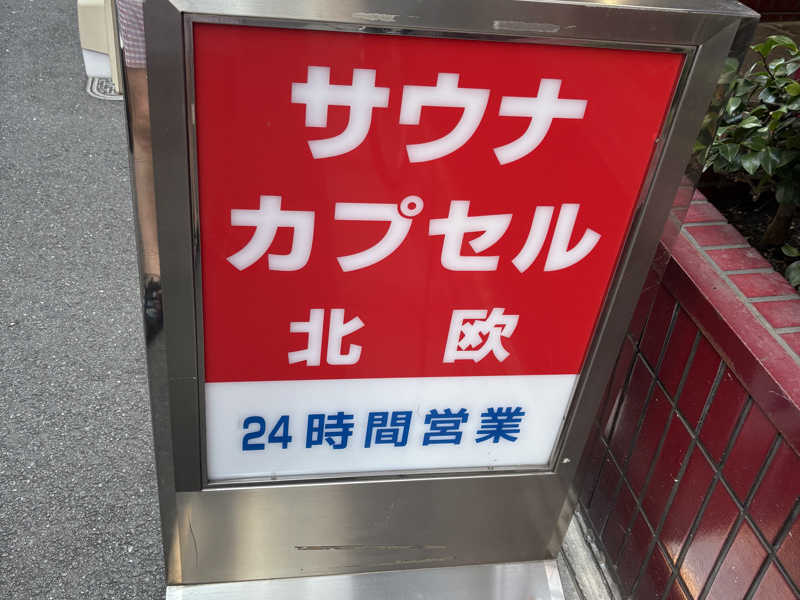 サウナ
カプセル
北欧
24時間営業